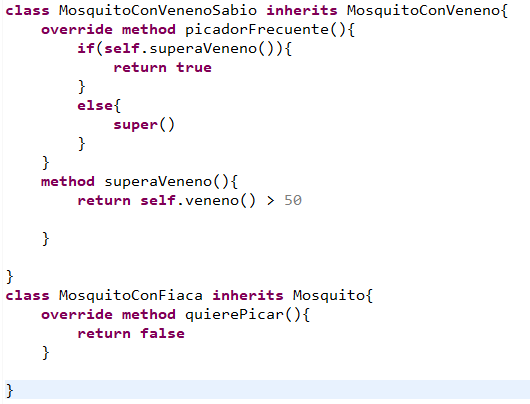 class MosquitoConVenenoSabio inherits MosquitoConVeneno{
    override method picadorFrecuente(){
        if(self.superaVeneno()){
            return true
        }
        else{
            super()
        }
    }
    method superaVeneno(){
        return self.veneno() > 50
    }
}
class MosquitoConFiaca inherits Mosquito{
    override method quierePicar(){
        return false
    }
}